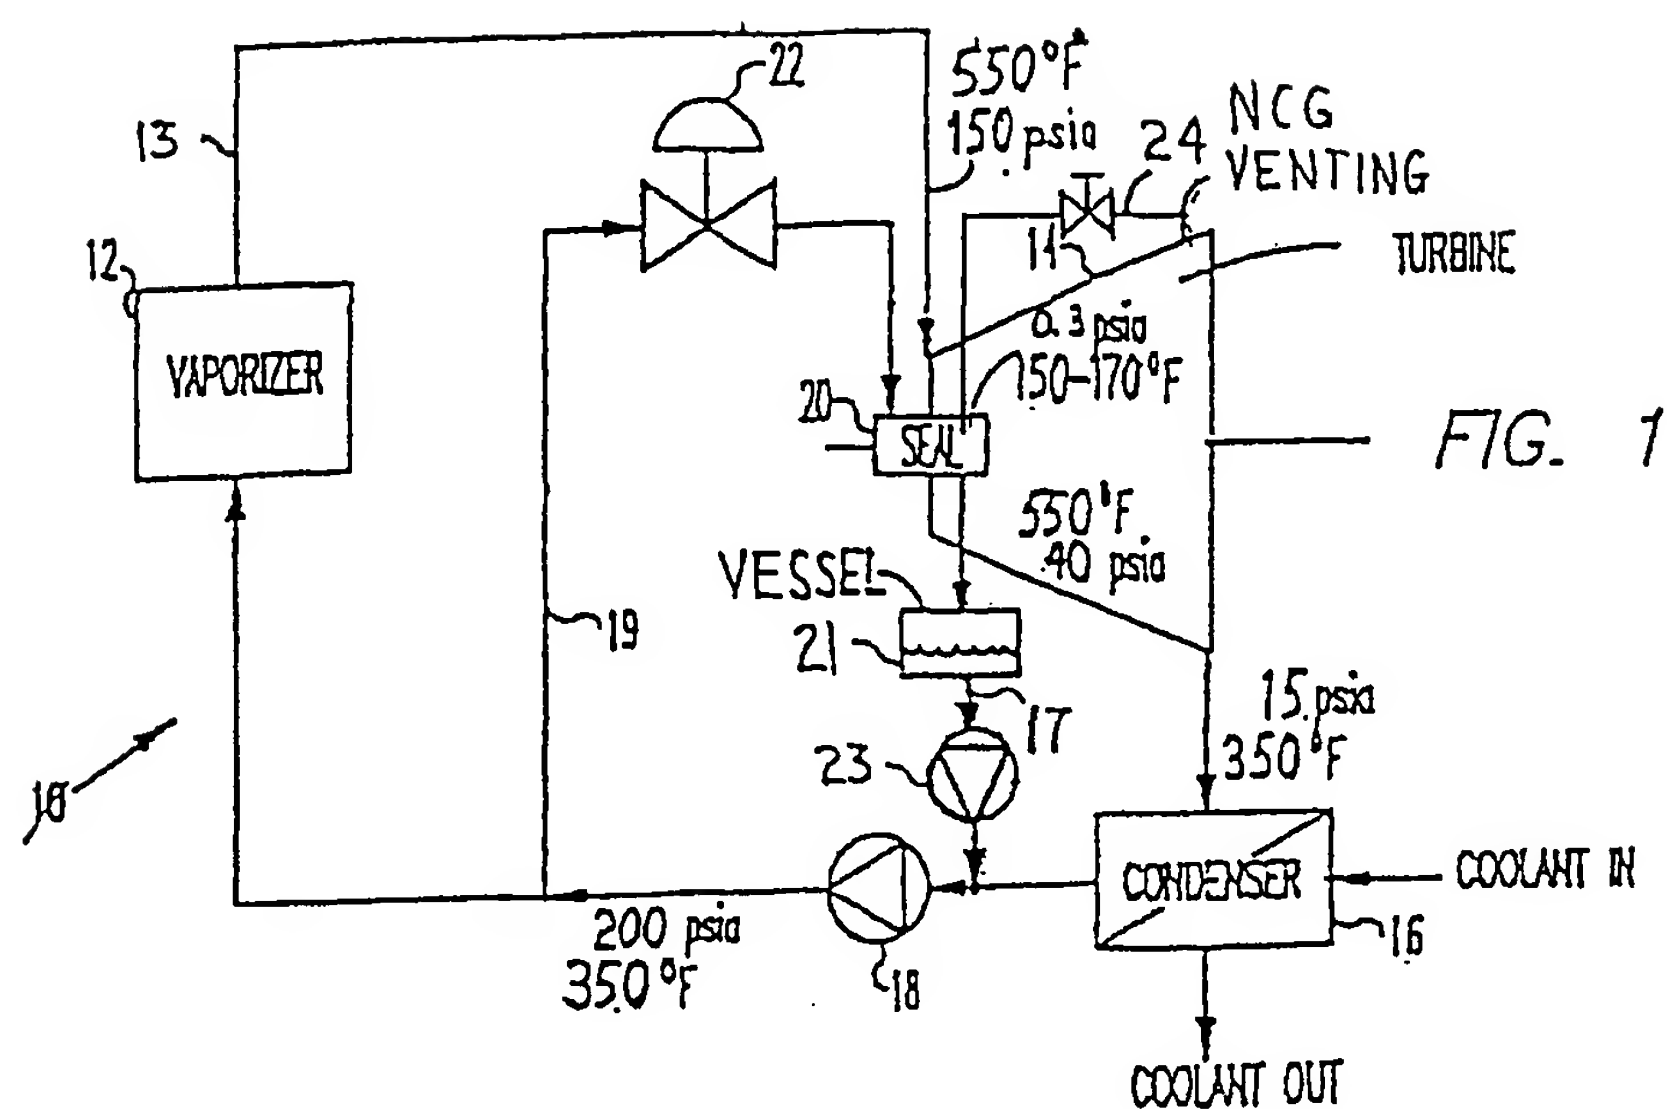 22
550°F
150 psia
24
NCG
VENTING
13
14
TURBINE
12
0.3 psia
150-170°F
VAPORIZER
20
SEAL
FIG. 1
550°F
40 psia
VESSEL
19
21
15 psia
350°F
17
23
10
COOLANT IN
CONDENSER
200 psia
350°F
16
18
COOLANT OUT